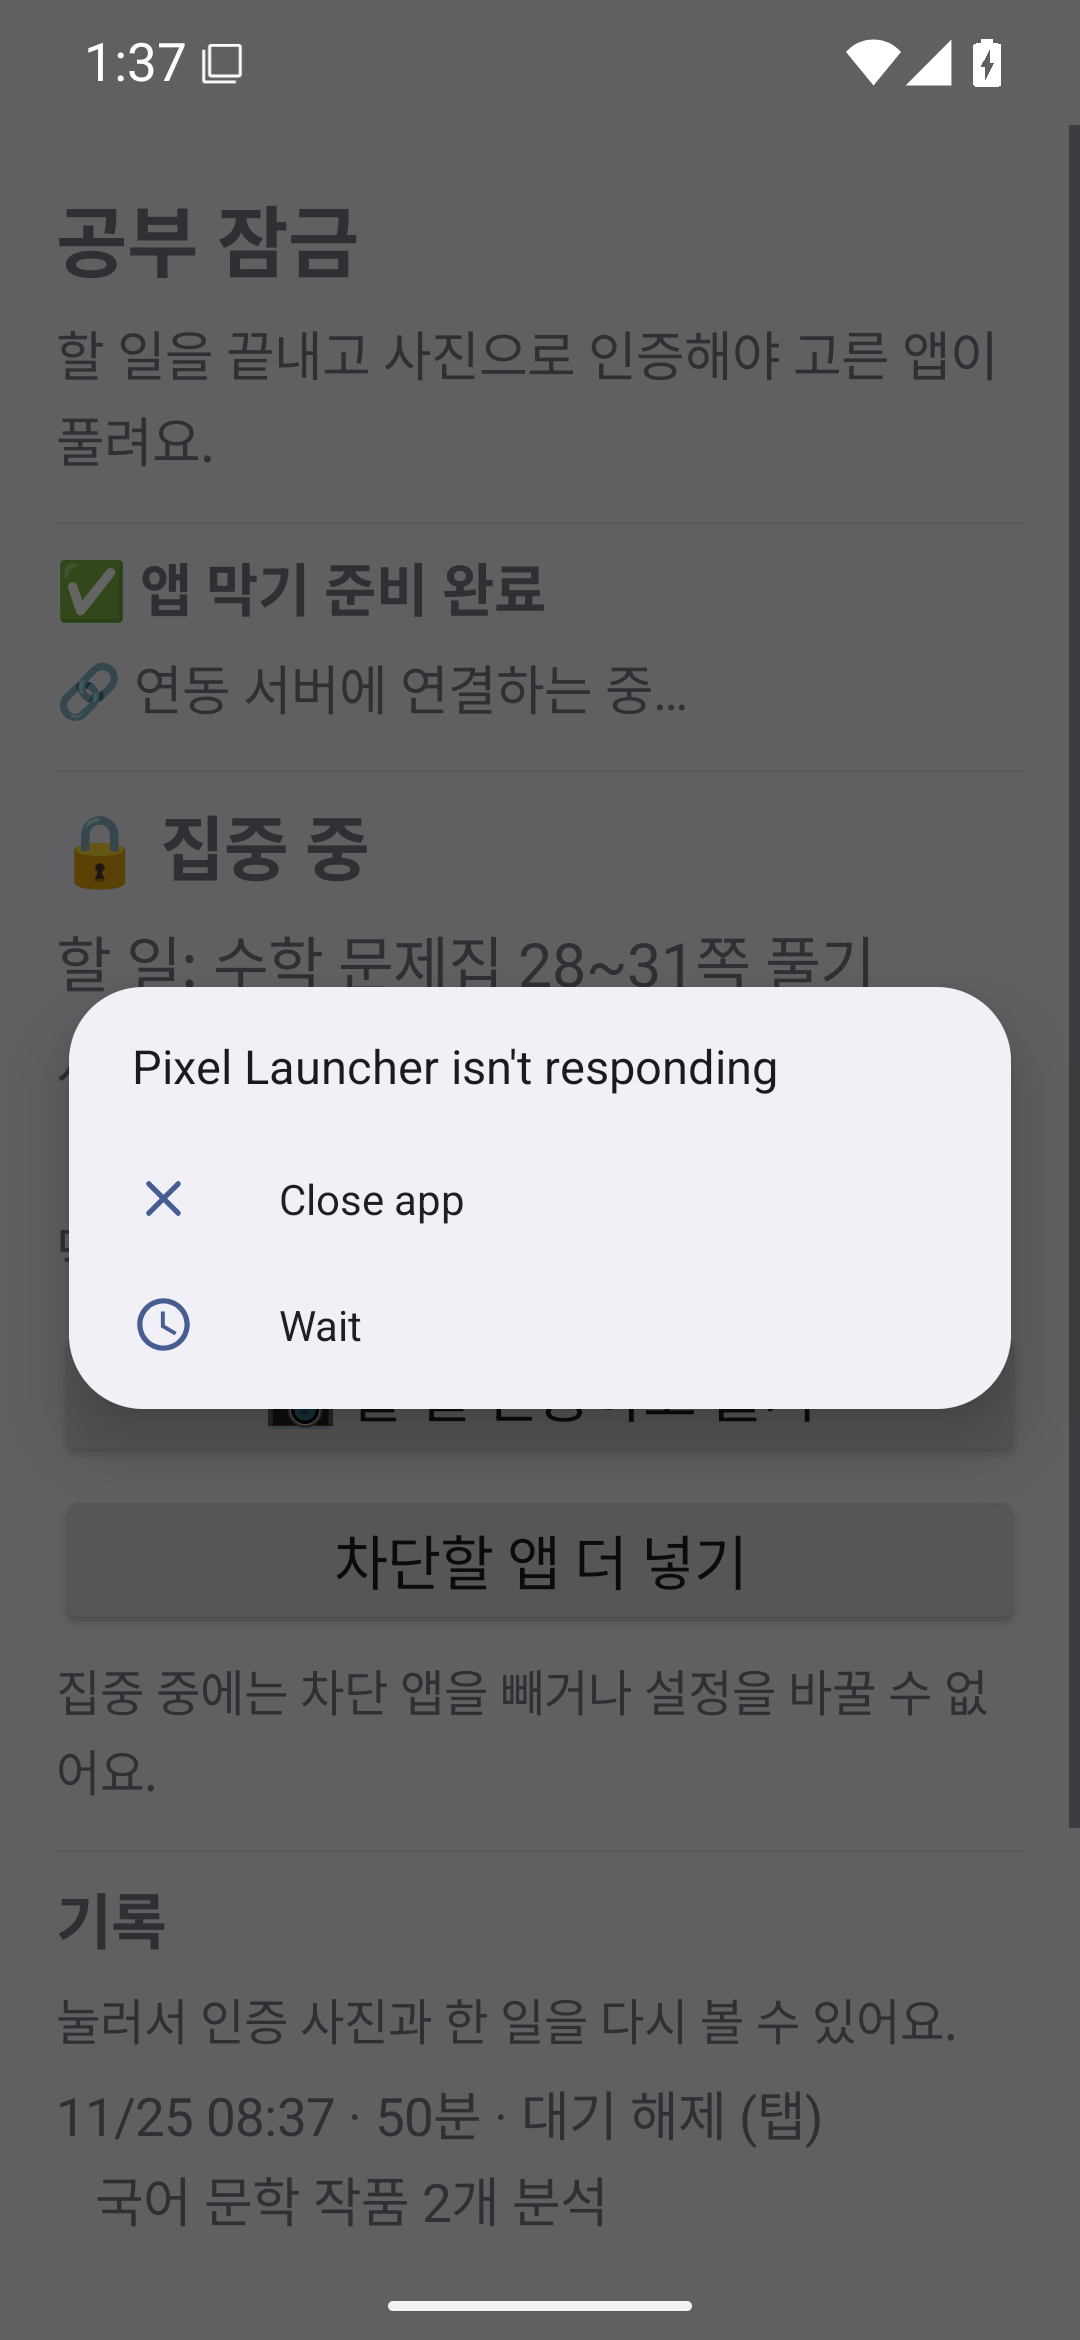 1:37
공부 잠금
할 일을 끝내고 사진으로 인증해야 고른 앱이
풀려요.
앱 막기 준비 완료
연동 서버에 연결하는 중…
집중 중
할 일: 수학 문제집 28~31쪽 풀기
Pixel Launcher isn't responding
Close app
Wait
차단할 앱 더 넣기
집중 중에는 차단 앱을 빼거나 설정을 바꿀 수 없
어요.
기록
눌러서 인증 사진과 한 일을 다시 볼 수 있어요.
11/25 08:37 · 50분 · 대기 해제 (탭)
국어 문학 작품 2개 분석